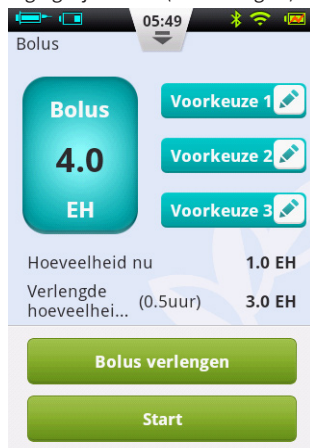 05:49
Bolus
Bolus
4.0
EH
Voorkeuze 1
Voorkeuze 2
Voorkeuze 3
Hoeveelheid nu 1.0 EH
Verlengde
hoeveelhei... (0.5uur) 3.0 EH
Bolus verlengen
Start